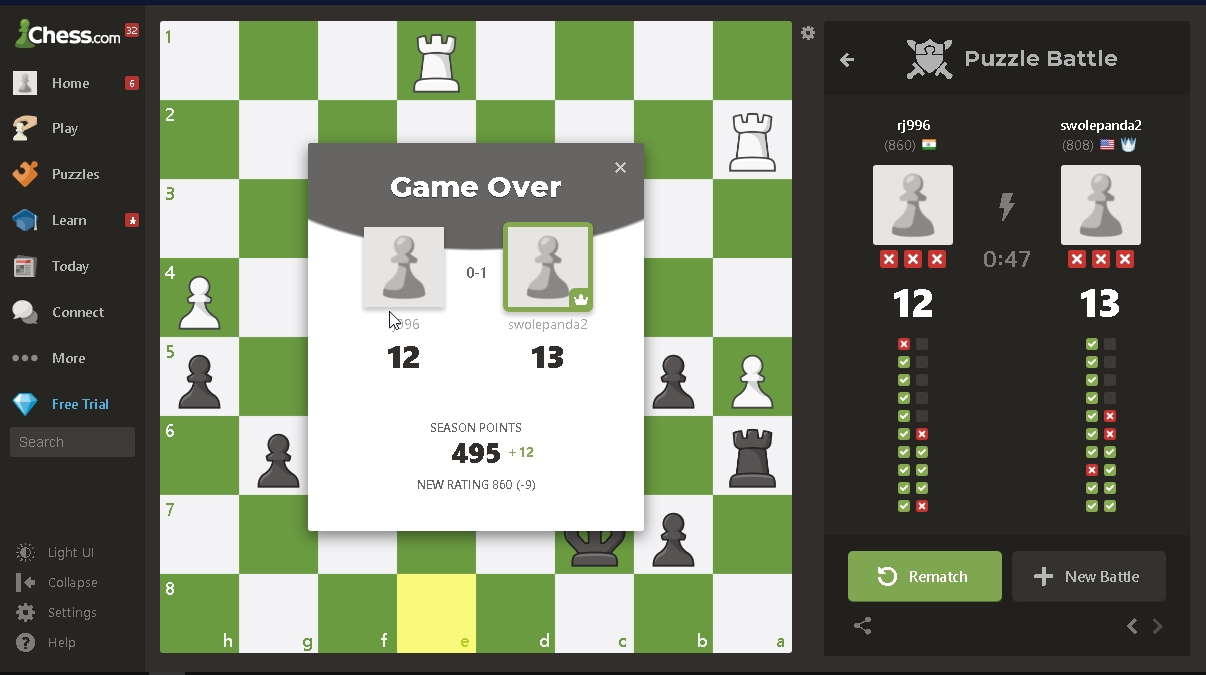 Chess.com 32
Home 6
Play
Puzzles
Learn
Today
Connect
More
Free Trial
Search
Light UI
Collapse
Settings
Help
1
2
3
4
5
6
7
8
h g f e d c b a
Game Over
×
0-1
swolepanda2
12 13
SEASON POINTS
495 +12
NEW RATING 860 (-9)
Puzzle Battle
rj996 swolepanda2
(860) (808)
0:47
12 13
Rematch
New Battle